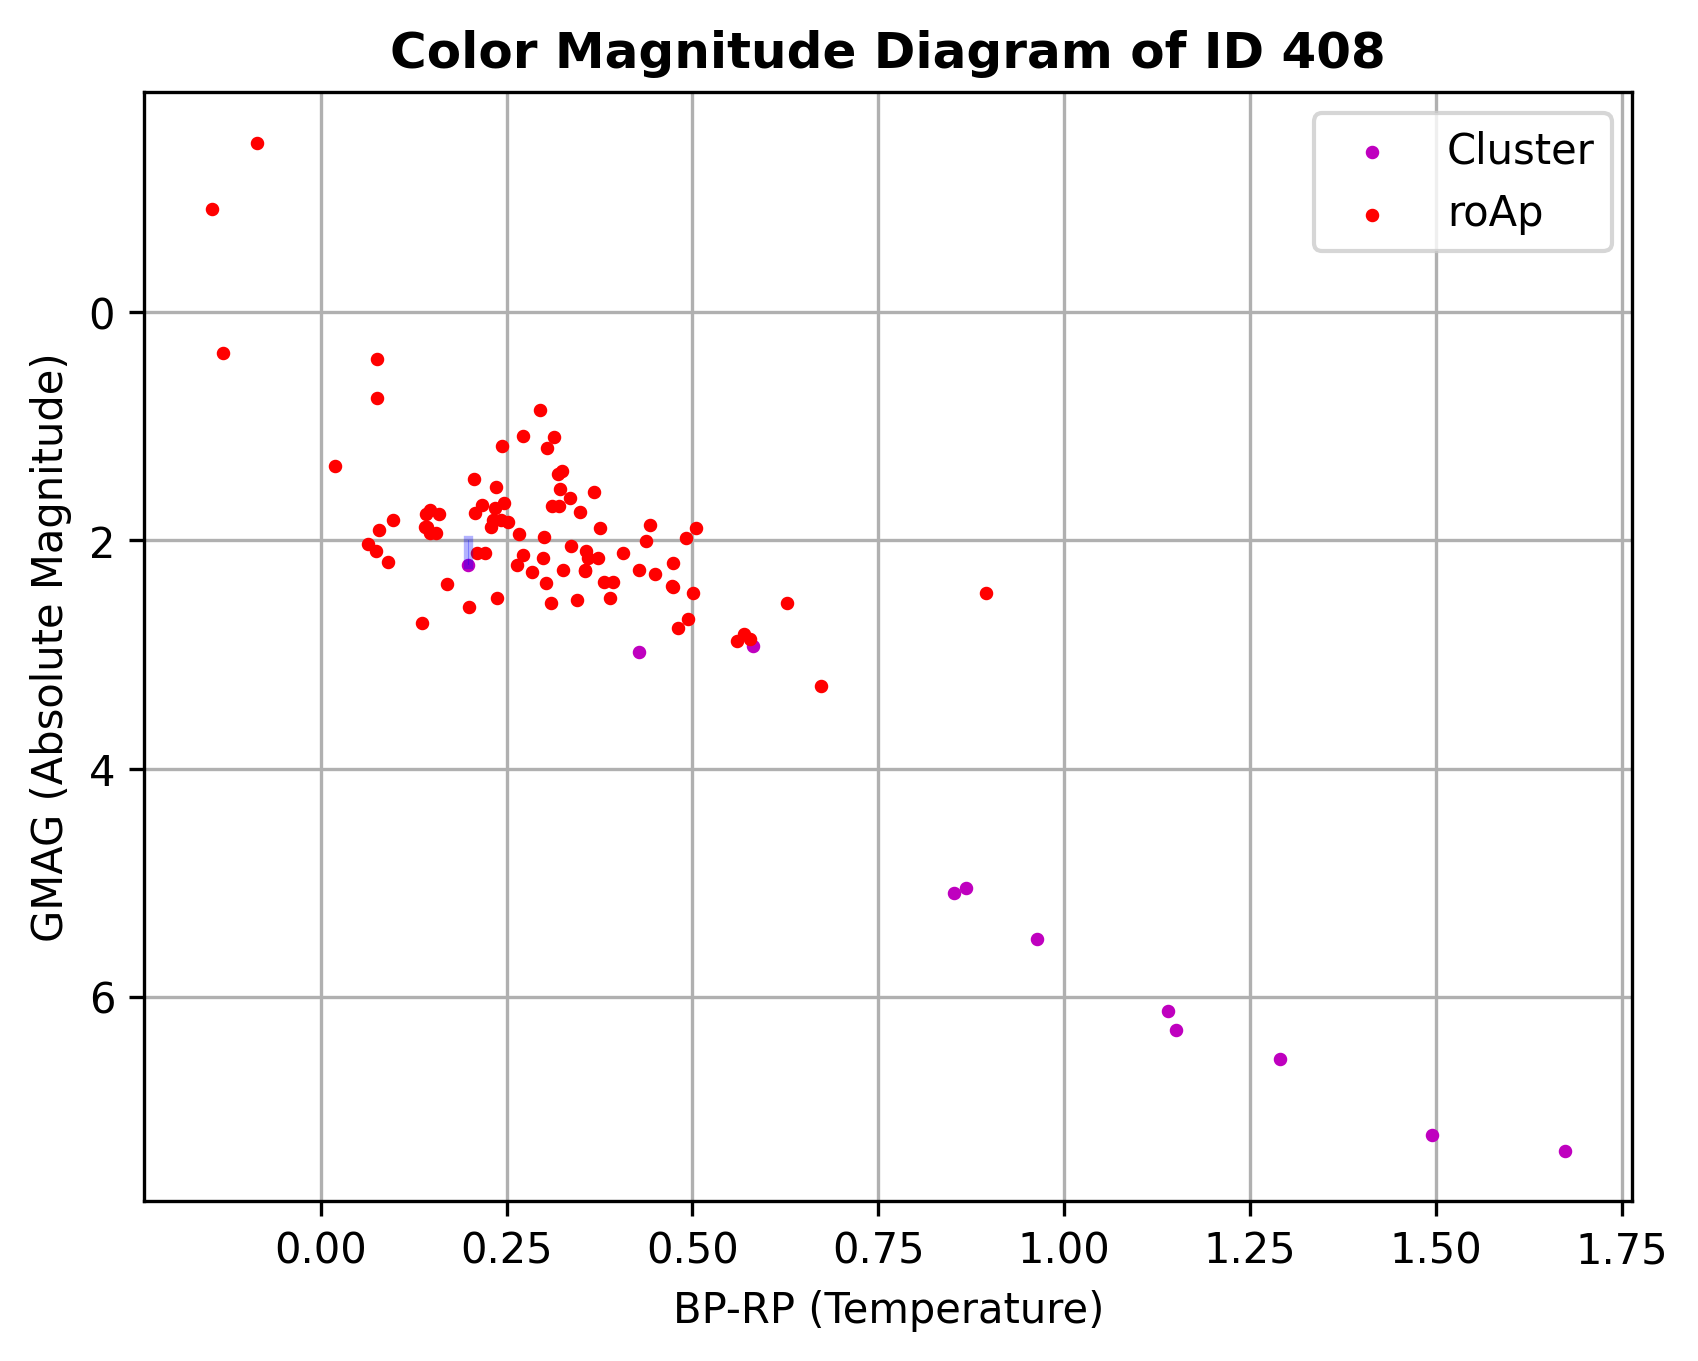 Color Magnitude Diagram of ID 408
Cluster
roAp
GMAG (Absolute Magnitude)
0
2
4
6
0.00 0.25 0.50 0.75 1.00 1.25 1.50 1.75
BP-RP (Temperature)